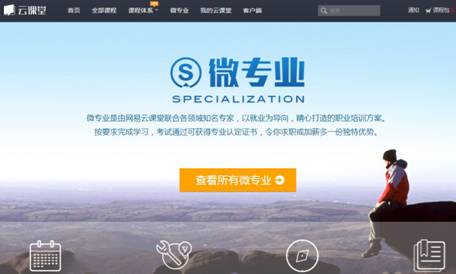 云课堂 首页 全部课程 课程体系 微专业 我的云课堂 客户端 搜索 通知 课程包
S 微专业
SPECIALIZATION
微专业是由网易云课堂联合各领域知名专家，以就业为导向，精心打造的职业培训方案。
按要求完成学习，考试通过可获得专业认定证书，令你求职或加薪多一份独特优势。
查看所有微专业